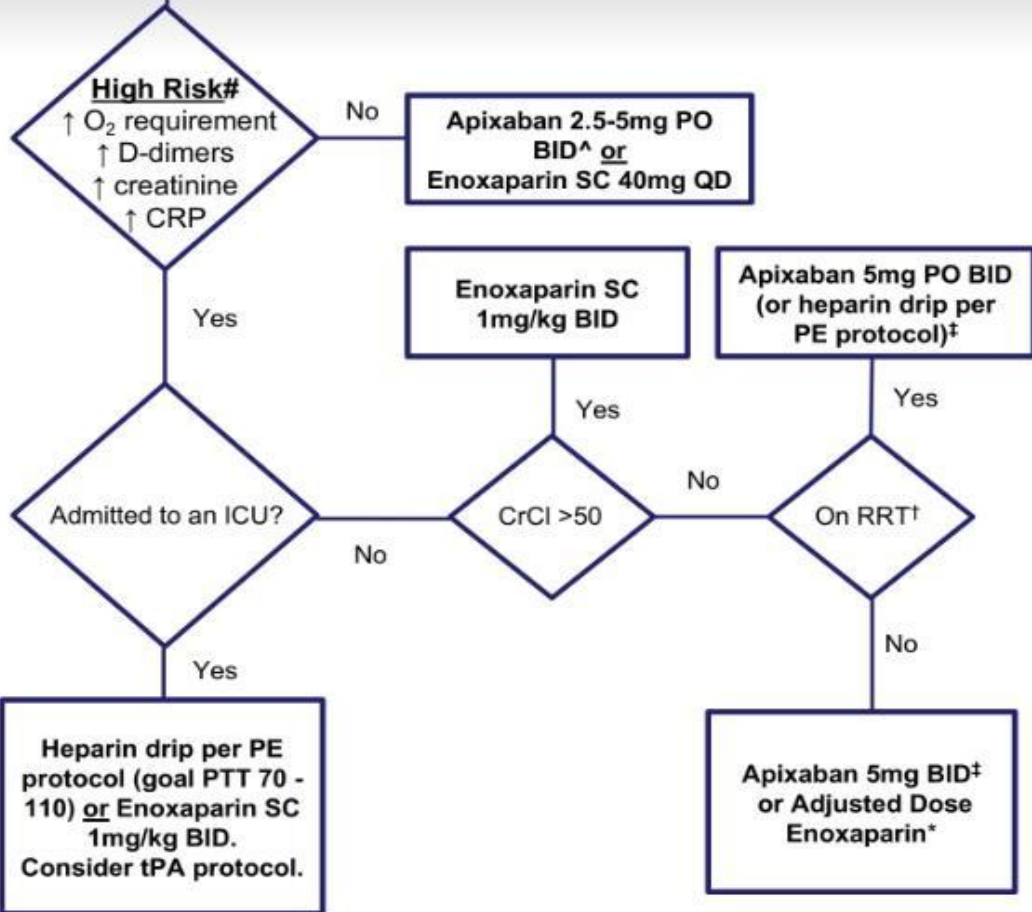 High Risk#
↑ O₂ requirement
↑ D-dimers
↑ creatinine
↑ CRP
No
Apixaban 2.5-5mg PO
BID^ or
Enoxaparin SC 40mg QD
Yes
Enoxaparin SC
1mg/kg BID
Apixaban 5mg PO BID
(or heparin drip per
PE protocol)‡
Yes
Yes
Admitted to an ICU?
No
CrCl >50
No
On RRT†
Yes
No
Heparin drip per PE
protocol (goal PTT 70 -
110) or Enoxaparin SC
1mg/kg BID.
Consider tPA protocol.
Apixaban 5mg BID‡
or Adjusted Dose
Enoxaparin*